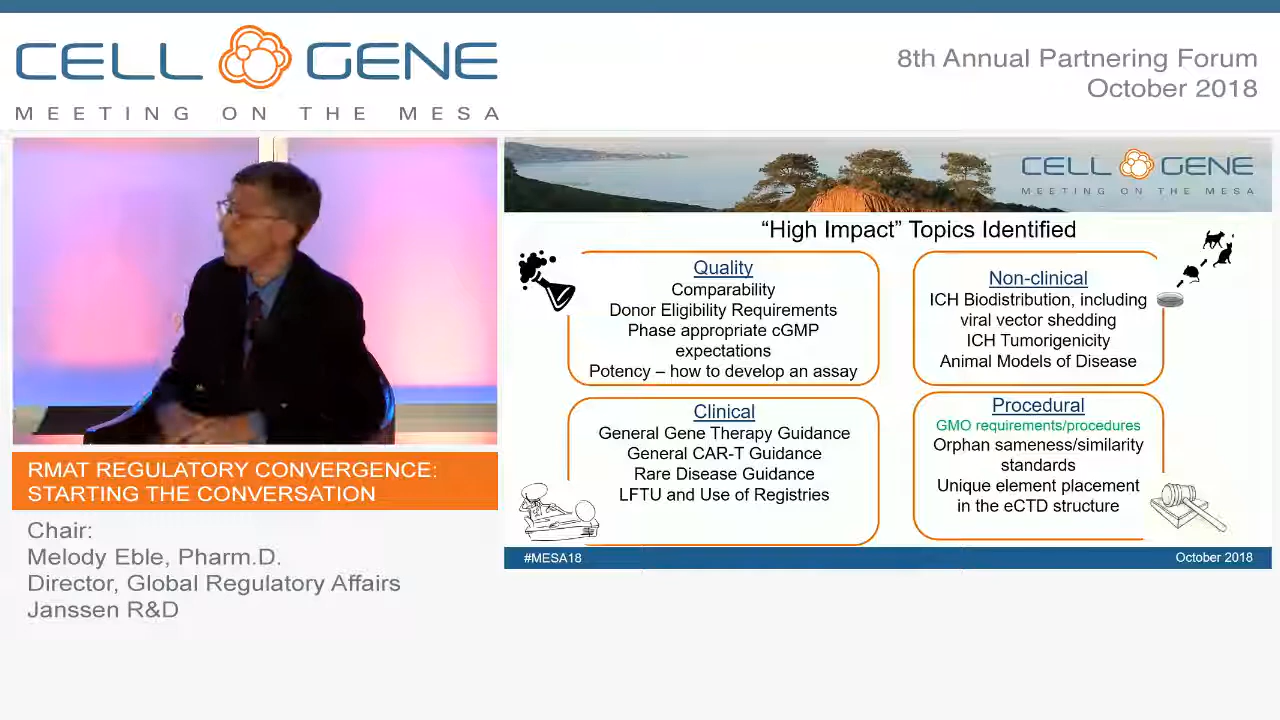 CELL GENE
MEETING ON THE MESA
8th Annual Partnering Forum
October 2018
CELL GENE
MEETING ON THE MESA
“High Impact” Topics Identified
Quality
Comparability
Donor Eligibility Requirements
Phase appropriate cGMP
expectations
Potency – how to develop an assay
Non-clinical
ICH Biodistribution, including
viral vector shedding
ICH Tumorigenicity
Animal Models of Disease
Clinical
General Gene Therapy Guidance
General CAR-T Guidance
Rare Disease Guidance
LFTU and Use of Registries
Procedural
GMO requirements/procedures
Orphan sameness/similarity
standards
Unique element placement
in the eCTD structure
#MESA18
October 2018
RMAT REGULATORY CONVERGENCE:
STARTING THE CONVERSATION
Chair:
Melody Eble, Pharm.D.
Director, Global Regulatory Affairs
Janssen R&D